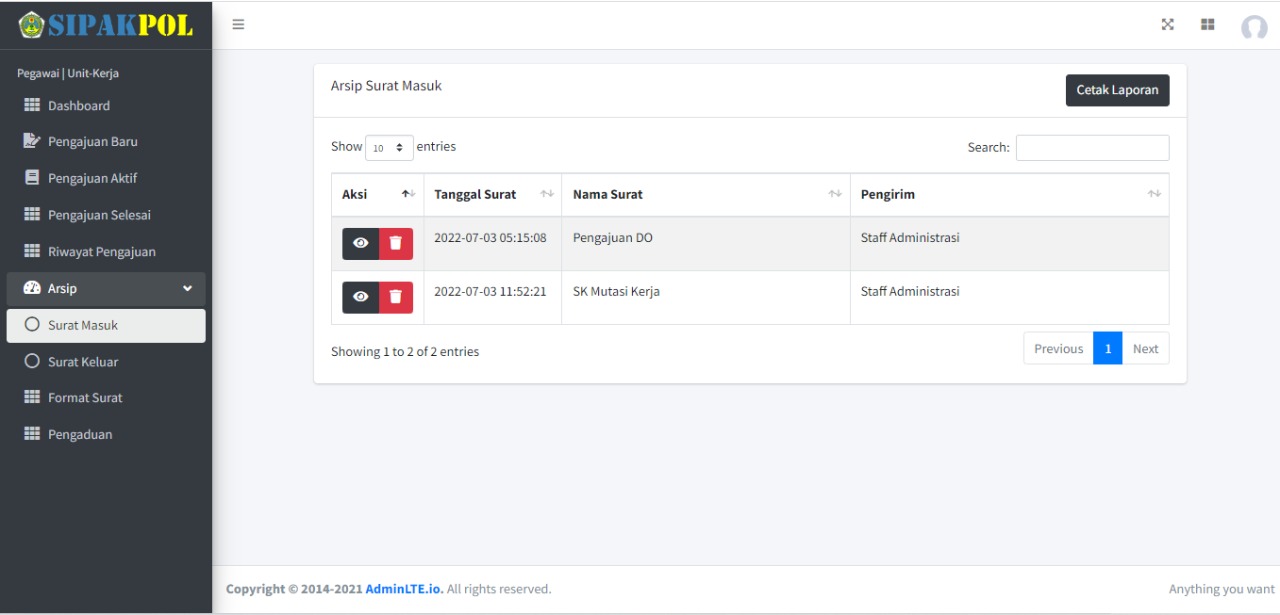 SIPAKPOL
Pegawai | Unit-Kerja
Dashboard
Pengajuan Baru
Pengajuan Aktif
Pengajuan Selesai
Riwayat Pengajuan
Arsip
Surat Masuk
Surat Keluar
Format Surat
Pengaduan
Arsip Surat Masuk
Cetak Laporan
Show 10 entries
Search:
Aksi Tanggal Surat Nama Surat Pengirim
2022-07-03 05:15:08 Pengajuan DO Staff Administrasi
2022-07-03 11:52:21 SK Mutasi Kerja Staff Administrasi
Showing 1 to 2 of 2 entries
Previous 1 Next
Copyright © 2014-2021 AdminLTE.io. All rights reserved.
Anything you want